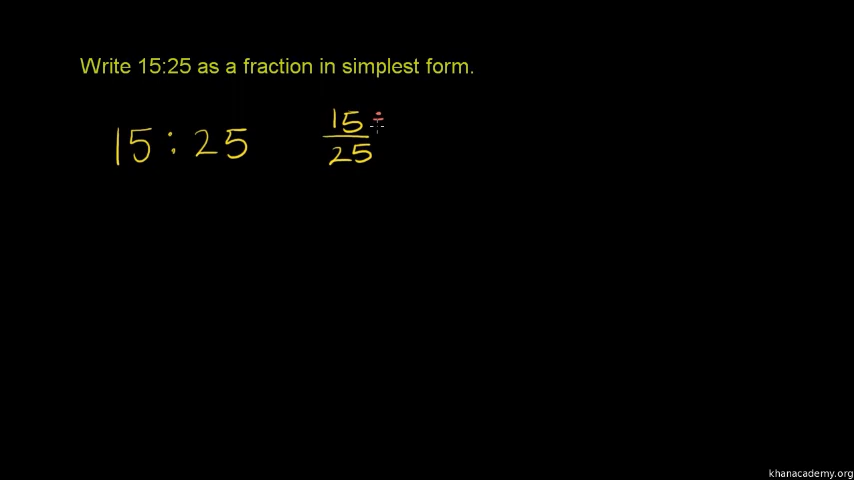 Write 15:25 as a fraction in simplest form.
15 : 25
15 ÷
25
khanacademy.org